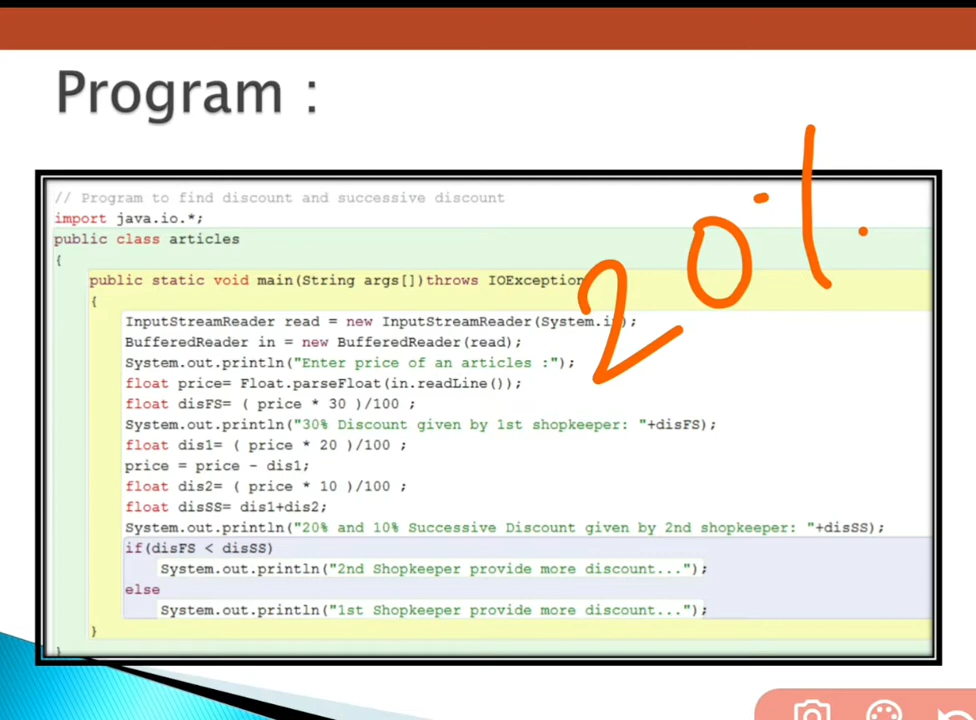 Program :
// Program to find discount and successive discount
import java.io.*;
public class articles
{
public static void main(String args[])throws IOException
{
InputStreamReader read = new InputStreamReader(System.in);
BufferedReader in = new BufferedReader(read);
System.out.println("Enter price of an articles :");
float price= Float.parseFloat(in.readLine());
float disFS= ( price * 30 )/100 ;
System.out.println("30% Discount given by 1st shopkeeper: "+disFS);
float dis1= ( price * 20 )/100 ;
price = price - dis1;
float dis2= ( price * 10 )/100 ;
float disSS= dis1+dis2;
System.out.println("20% and 10% Successive Discount given by 2nd shopkeeper: "+disSS);
if(disFS < disSS)
System.out.println("2nd Shopkeeper provide more discount...");
else
System.out.println("1st Shopkeeper provide more discount...");
}
}
20%